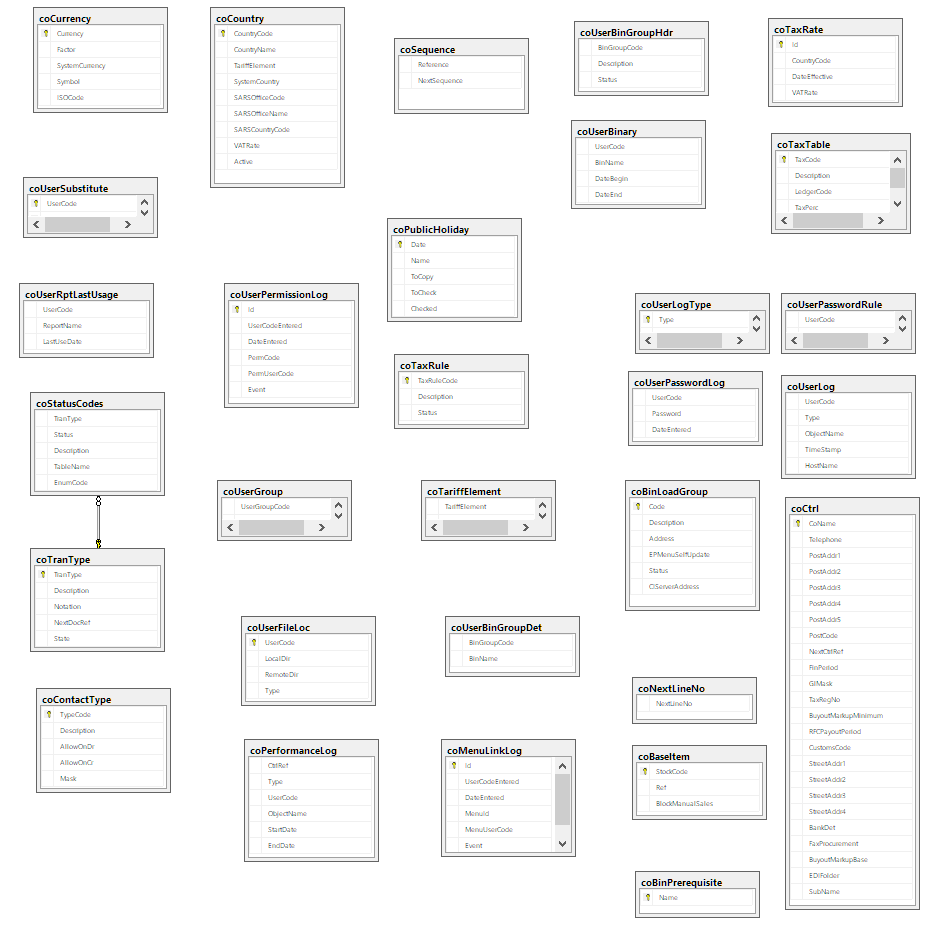 coCurrency
Currency
Factor
SystemCurrency
Symbol
ISOCode
coCountry
CountryCode
CountryName
TariffElement
SystemCountry
SARSOfficeCode
SARSOfficeName
SARSCountryCode
VATRate
Active
coSequence
Reference
NextSequence
coUserBinGroupHdr
BinGroupCode
Description
Status
coTaxRate
Id
CountryCode
DateEffective
VATRate
coUserBinary
UserCode
BinName
DateBegin
DateEnd
coTaxTable
TaxCode
Description
LedgerCode
TaxPerc
coUserSubstitute
UserCode
coPublicHoliday
Date
Name
ToCopy
ToCheck
Checked
coUserRptLastUsage
UserCode
ReportName
LastUseDate
coUserPermissionLog
Id
UserCodeEntered
DateEntered
PermCode
PermUserCode
Event
coUserLogType
Type
coUserPasswordRule
UserCode
coTaxRule
TaxRuleCode
Description
Status
coUserPasswordLog
UserCode
Password
DateEntered
coUserLog
UserCode
Type
ObjectName
TimeStamp
HostName
coStatusCodes
TranType
Status
Description
TableName
EnumCode
coUserGroup
UserGroupCode
coTariffElement
TariffElement
coBinLoadGroup
Code
Description
Address
EPMenuSelfUpdate
Status
CIServerAddress
coCtrl
CoName
Telephone
PostAddr1
PostAddr2
PostAddr3
PostAddr4
PostAddr5
PostCode
NextCtrlRef
FinPeriod
GlMask
TaxRegNo
BuyoutMarkupMinimum
RFCPayoutPeriod
CustomsCode
StreetAddr1
StreetAddr2
StreetAddr3
StreetAddr4
BankDet
FaxProcurement
BuyoutMarkupBase
EDIFolder
SubName
coTranType
TranType
Description
Notation
NextDocRef
State
coUserFileLoc
UserCode
LocalDir
RemoteDir
Type
coUserBinGroupDet
BinGroupCode
BinName
coContactType
TypeCode
Description
AllowOnDr
AllowOnCr
Mask
coNextLineNo
NextLineNo
coPerformanceLog
CtrlRef
Type
UserCode
ObjectName
StartDate
EndDate
coMenuLinkLog
Id
UserCodeEntered
DateEntered
MenuId
MenuUserCode
Event
coBaseItem
StockCode
Ref
BlockManualSales
coBinPrerequisite
Name